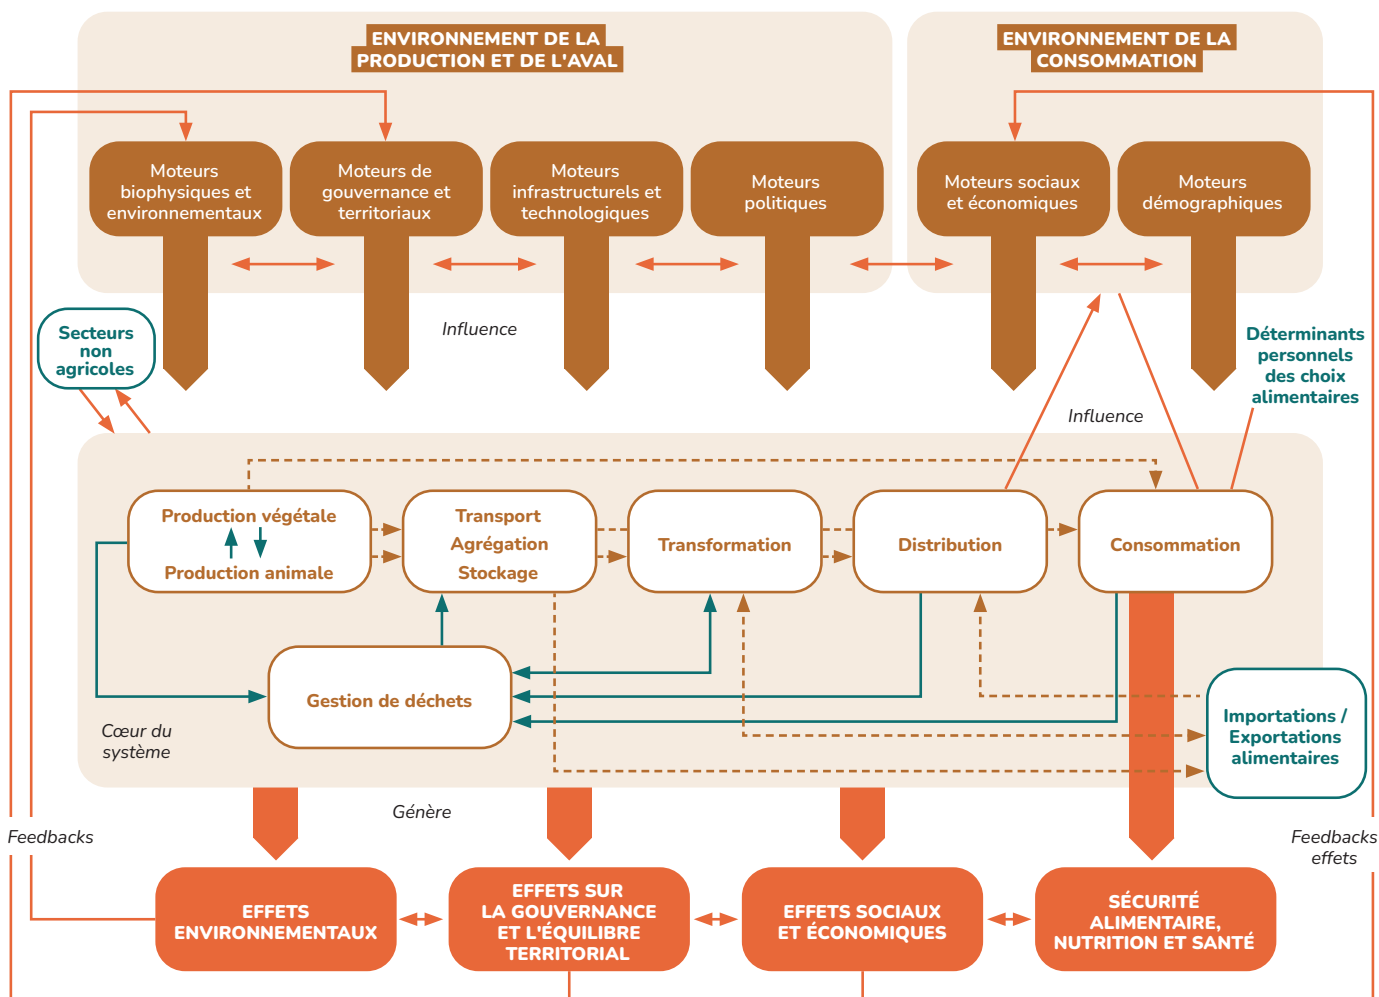 ENVIRONNEMENT DE LA
PRODUCTION ET DE L'AVAL
ENVIRONNEMENT DE LA
CONSOMMATION
Moteurs
biophysiques et
environnementaux
Moteurs de
gouvernance et
territoriaux
Moteurs
infrastructurels et
technologiques
Moteurs
politiques
Moteurs sociaux
et économiques
Moteurs
démographiques
Secteurs
non
agricoles
Influence
Déterminants
personnels
des choix
alimentaires
Influence
Production végétale
Production animale
Transport
Agrégation
Stockage
Transformation
Distribution
Consommation
Gestion de déchets
Cœur du
système
Importations /
Exportations
alimentaires
Génère
Feedbacks
Feedbacks
effets
EFFETS
ENVIRONNEMENTAUX
EFFETS SUR
LA GOUVERNANCE
ET L'ÉQUILIBRE
TERRITORIAL
EFFETS SOCIAUX
ET ÉCONOMIQUES
SÉCURITÉ
ALIMENTAIRE,
NUTRITION ET SANTÉ